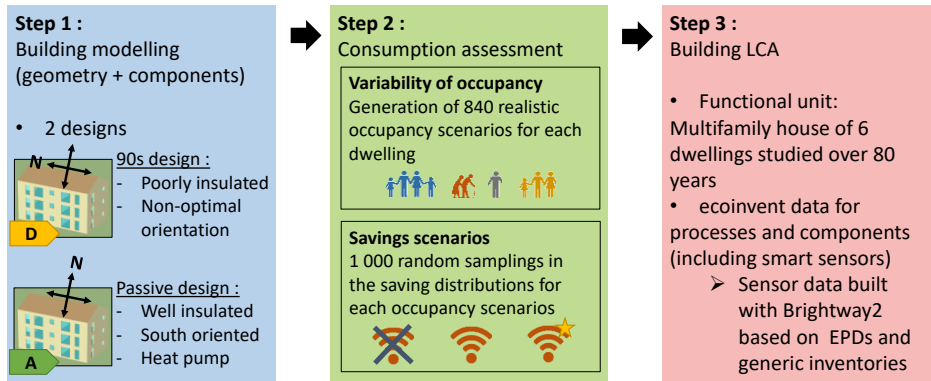 Step 1 :
Building modelling
(geometry + components)
• 2 designs
N
90s design :
- Poorly insulated
- Non-optimal
orientation
D
N
Passive design :
- Well insulated
- South oriented
- Heat pump
A
Step 2 :
Consumption assessment
Variability of occupancy
Generation of 840 realistic
occupancy scenarios for each
dwelling
Savings scenarios
1 000 random samplings in
the saving distributions for
each occupancy scenarios
Step 3 :
Building LCA
• Functional unit:
Multifamily house of 6
dwellings studied over 80
years
• ecoinvent data for
processes and components
(including smart sensors)
➢ Sensor data built
with Brightway2
based on EPDs and
generic inventories